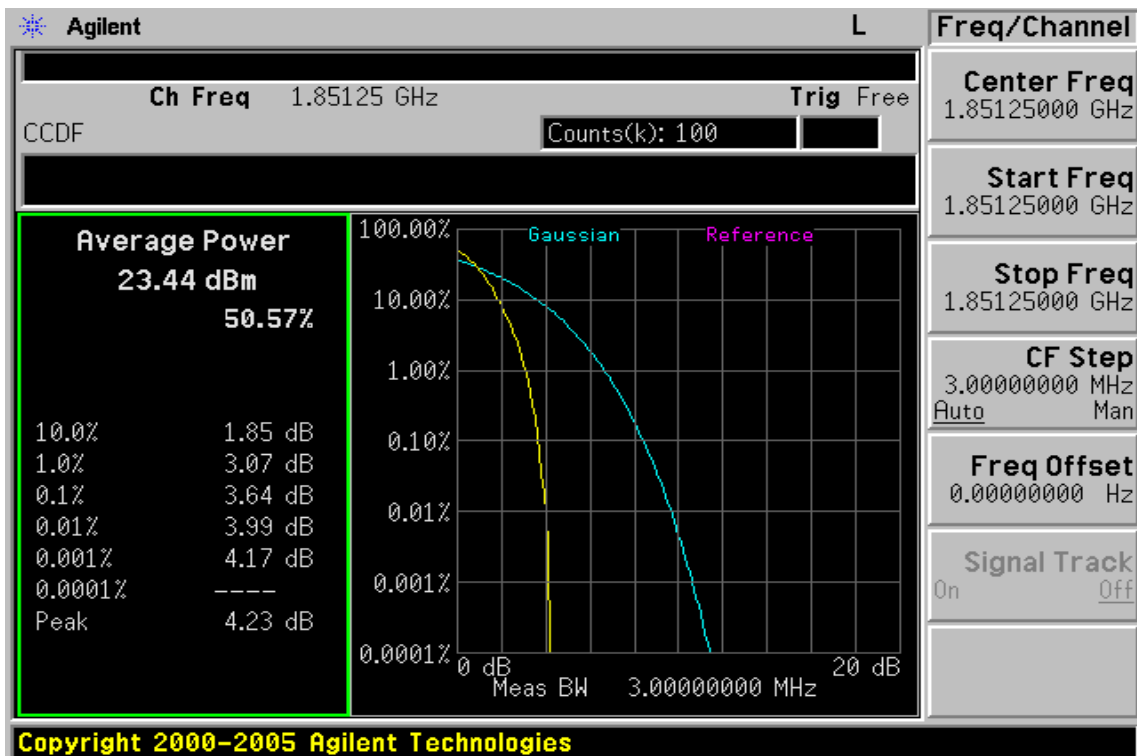 Agilent L
Ch Freq 1.85125 GHz Trig Free
CCDF Counts(k): 100
Average Power
23.44 dBm
50.57%
10.0% 1.85 dB
1.0% 3.07 dB
0.1% 3.64 dB
0.01% 3.99 dB
0.001% 4.17 dB
0.0001% ----
Peak 4.23 dB
Gaussian Reference
100.00%
10.00%
1.00%
0.10%
0.01%
0.001%
0.0001%
0 dB 20 dB
Meas BW 3.00000000 MHz
Freq/Channel
Center Freq
1.85125000 GHz
Start Freq
1.85125000 GHz
Stop Freq
1.85125000 GHz
CF Step
3.00000000 MHz
Auto Man
Freq Offset
0.00000000 Hz
Signal Track
On Off
Copyright 2000-2005 Agilent Technologies